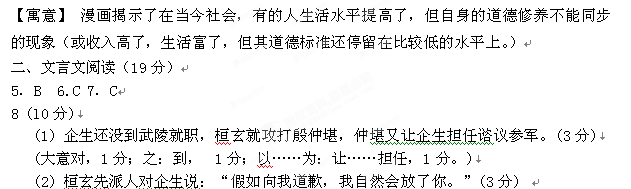 【寓意】 漫画揭示了在当今社会，有的人生活水平提高了，但自身的道德修养不能同步
的现象（或收入高了，生活富了，但其道德标准还停留在比较低的水平上。）
二、文言文阅读（19 分）
5．B 6.C 7．C
8 (10 分)
(1) 企生还没到武陵就职，桓玄就攻打殷仲堪，仲堪又让企生担任谘议参军。(3 分)
(大意对，1 分；之：到， 1 分；以……为：让……担任，1 分。)
(2) 桓玄先派人对企生说：“假如向我道歉，我自然会放了你。”(3 分)